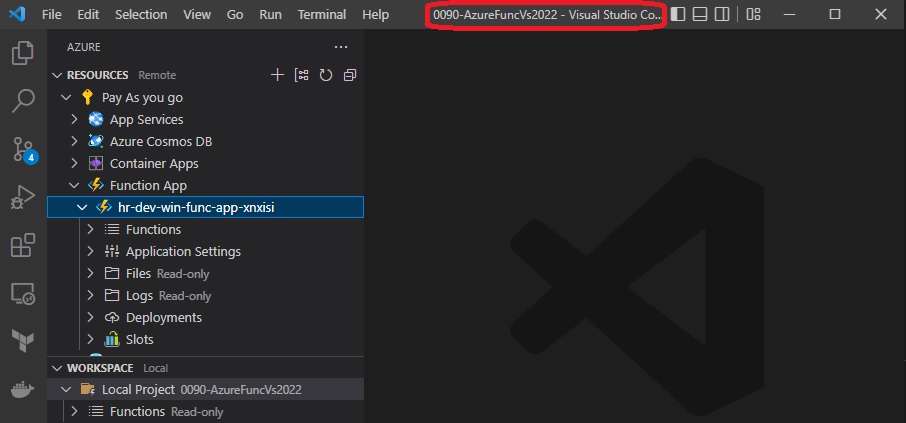 File Edit Selection View Go Run Terminal Help 0090-AzureFuncVs2022 - Visual Studio Co...
AZURE
RESOURCES Remote
Pay As you go
App Services
Azure Cosmos DB
Container Apps
Function App
hr-dev-win-func-app-xnxisi
Functions
Application Settings
Files Read-only
Logs Read-only
Deployments
Slots
WORKSPACE Local
Local Project 0090-AzureFuncVs2022
Functions Read-only
4